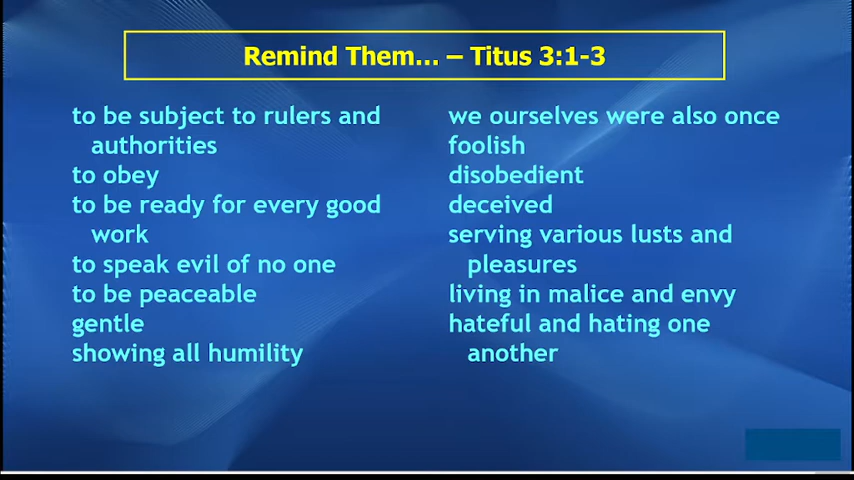 Remind Them... – Titus 3:1-3
to be subject to rulers and
authorities
to obey
to be ready for every good
work
to speak evil of no one
to be peaceable
gentle
showing all humility
we ourselves were also once
foolish
disobedient
deceived
serving various lusts and
pleasures
living in malice and envy
hateful and hating one
another